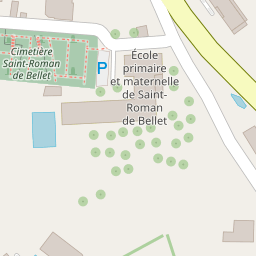 Cimetière
Saint-Roman
de Bellet
P
École
primaire
et maternelle
de Saint-
Roman
de Bellet